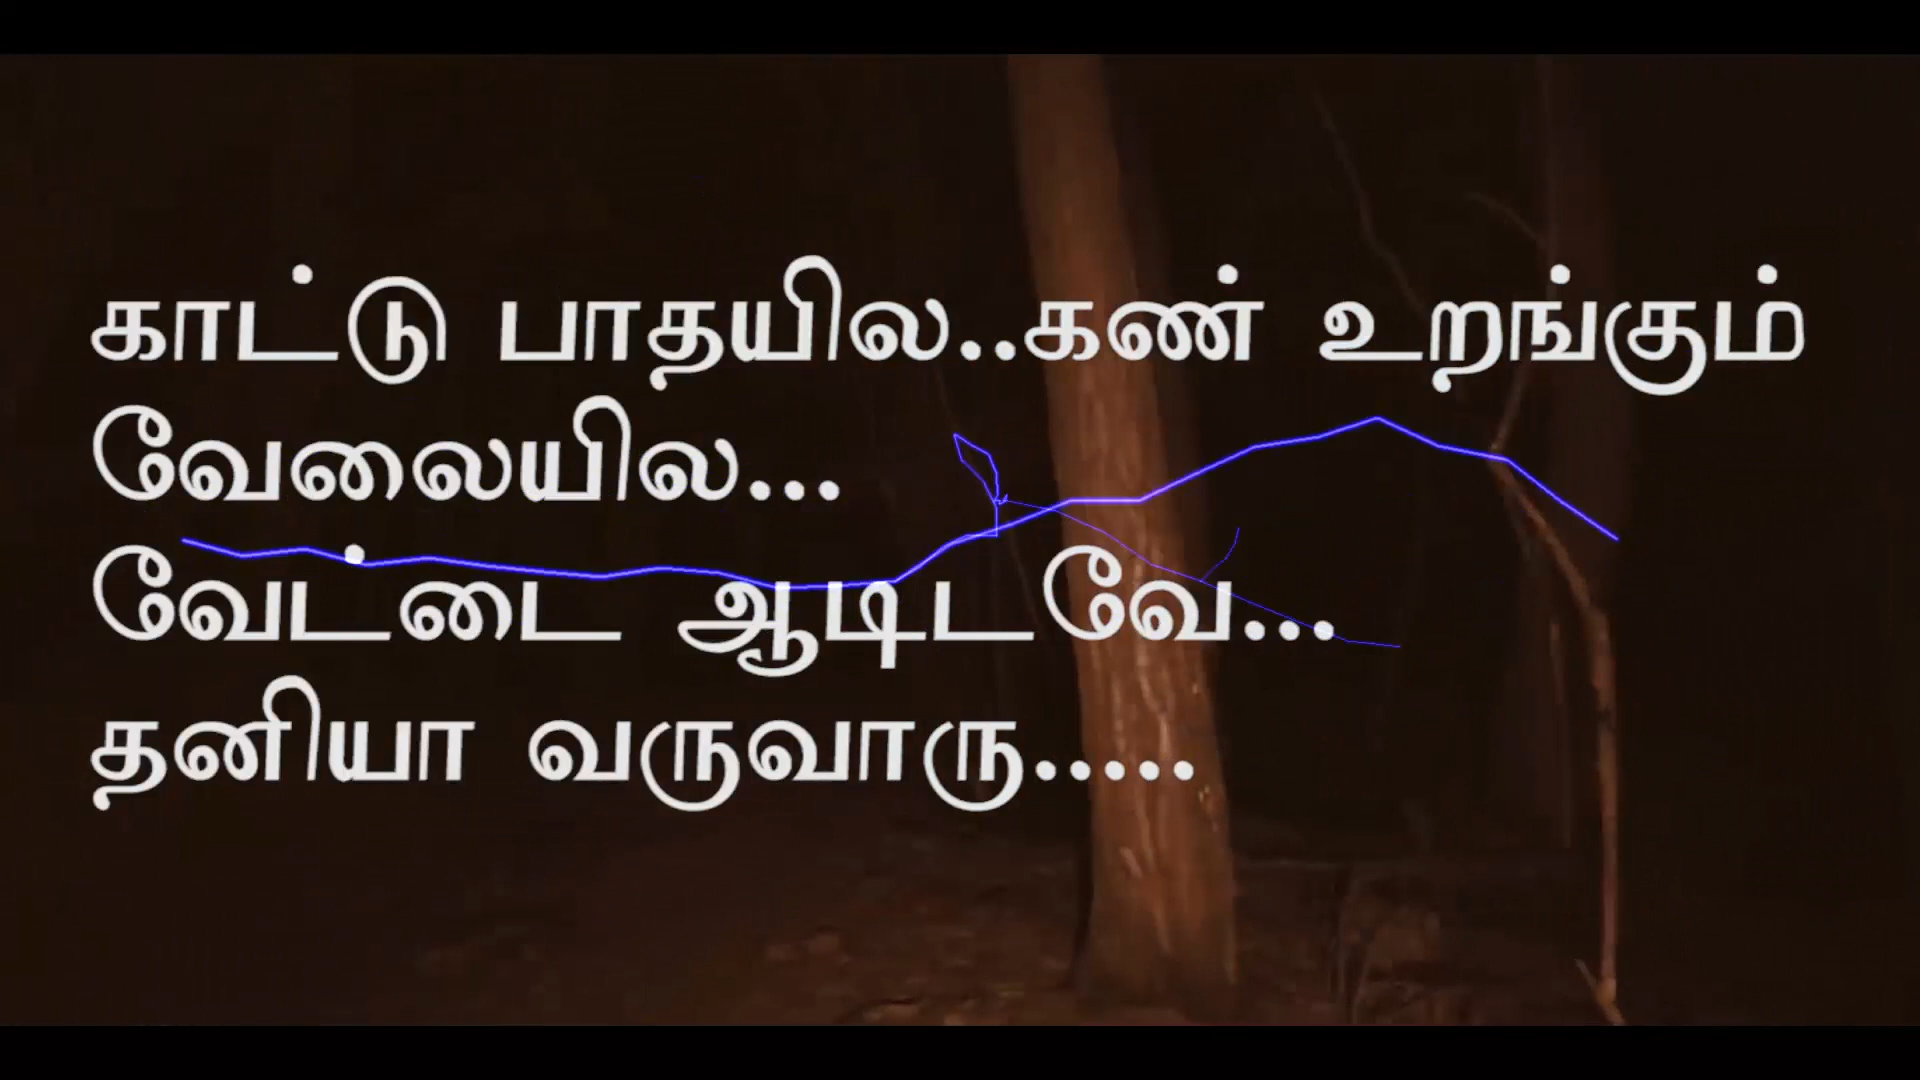 காட்டு பாதயில..கண் உறங்கும்
வேலையில...
வேட்டை ஆடிடவே...
தனியா வருவாரு.....